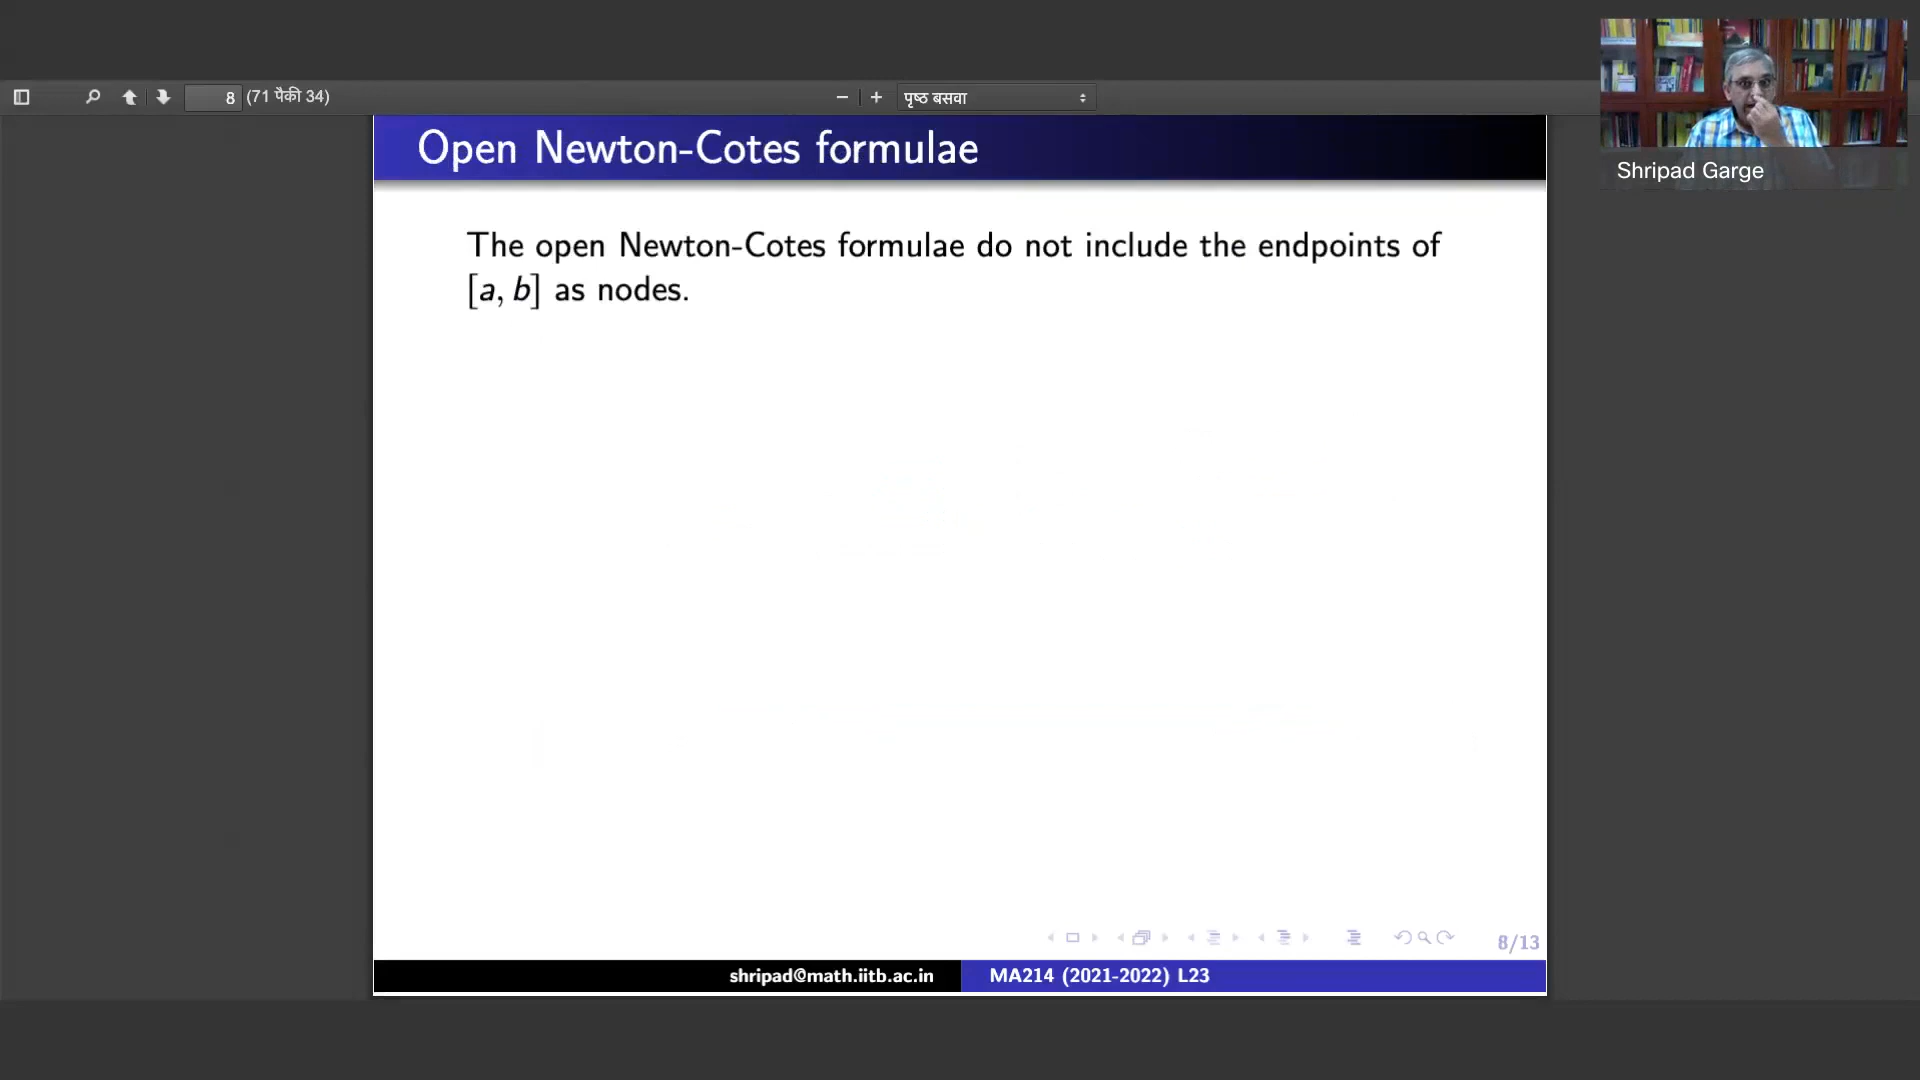 8 (71 पैकी 34)
पृष्ठ बसवा
Shripad Garge
Open Newton-Cotes formulae
The open Newton-Cotes formulae do not include the endpoints of
[a, b] as nodes.
8/13
shripad@math.iitb.ac.in MA214 (2021-2022) L23